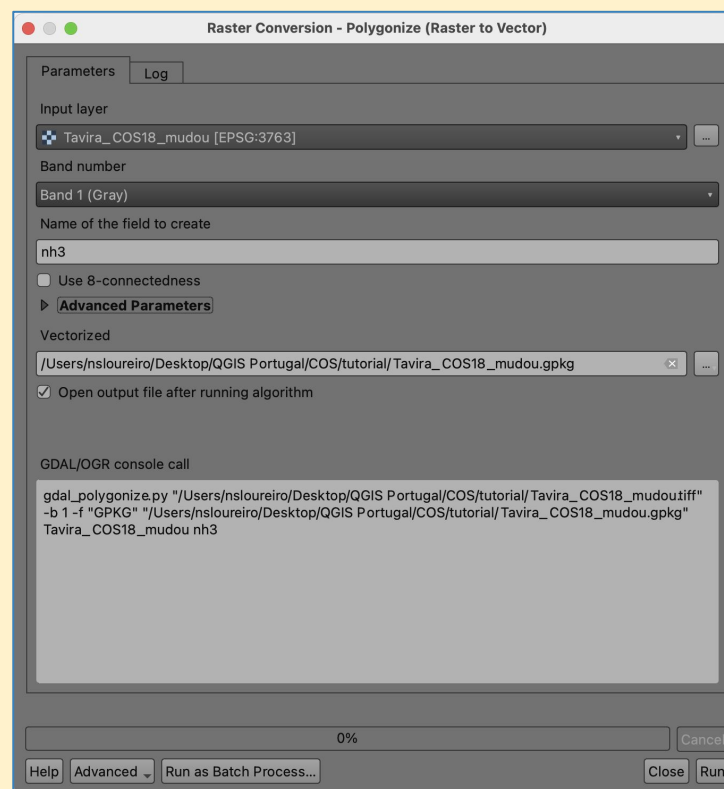 Raster Conversion - Polygonize (Raster to Vector)
Parameters
Log
Input layer
Tavira_COS18_mudou [EPSG:3763]
...
Band number
Band 1 (Gray)
Name of the field to create
nh3
Use 8-connectedness
Advanced Parameters
Vectorized
/Users/nsloureiro/Desktop/QGIS Portugal/COS/tutorial/Tavira_COS18_mudou.gpkg
...
Open output file after running algorithm
GDAL/OGR console call
gdal_polygonize.py "/Users/nsloureiro/Desktop/QGIS Portugal/COS/tutorial/Tavira_COS18_mudou.tiff"
-b 1 -f "GPKG" "/Users/nsloureiro/Desktop/QGIS Portugal/COS/tutorial/Tavira_COS18_mudou.gpkg"
Tavira_COS18_mudou nh3
0%
Cancel
Help Advanced Run as Batch Process... Close Run